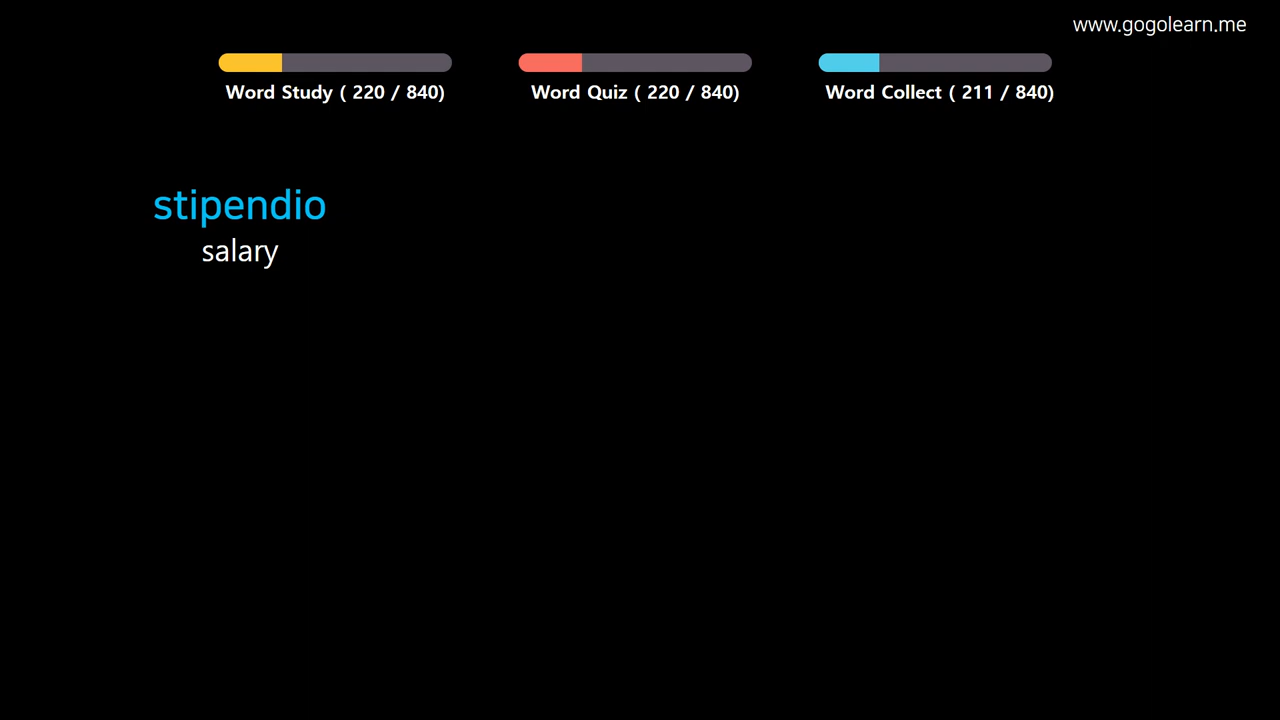 www.gogolearn.me
Word Study ( 220 / 840)
Word Quiz ( 220 / 840)
Word Collect ( 211 / 840)
stipendio
salary